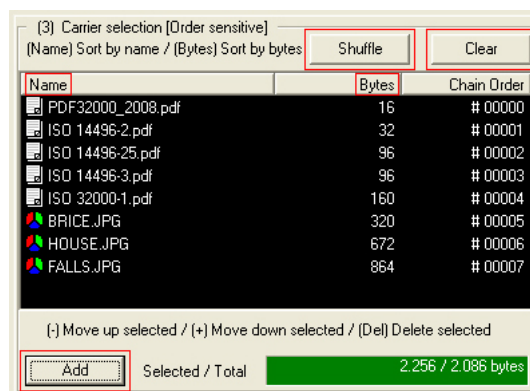 (3) Carrier selection [Order sensitive]
(Name) Sort by name / (Bytes) Sort by bytes Shuffle Clear
Name Bytes Chain Order
PDF32000_2008.pdf 16 # 00000
ISO 14496-2.pdf 32 # 00001
ISO 14496-25.pdf 96 # 00002
ISO 14496-3.pdf 96 # 00003
ISO 32000-1.pdf 160 # 00004
BRICE.JPG 320 # 00005
HOUSE.JPG 672 # 00006
FALLS.JPG 864 # 00007
(-) Move up selected / (+) Move down selected / (Del) Delete selected
Add Selected / Total 2.256 / 2.086 bytes